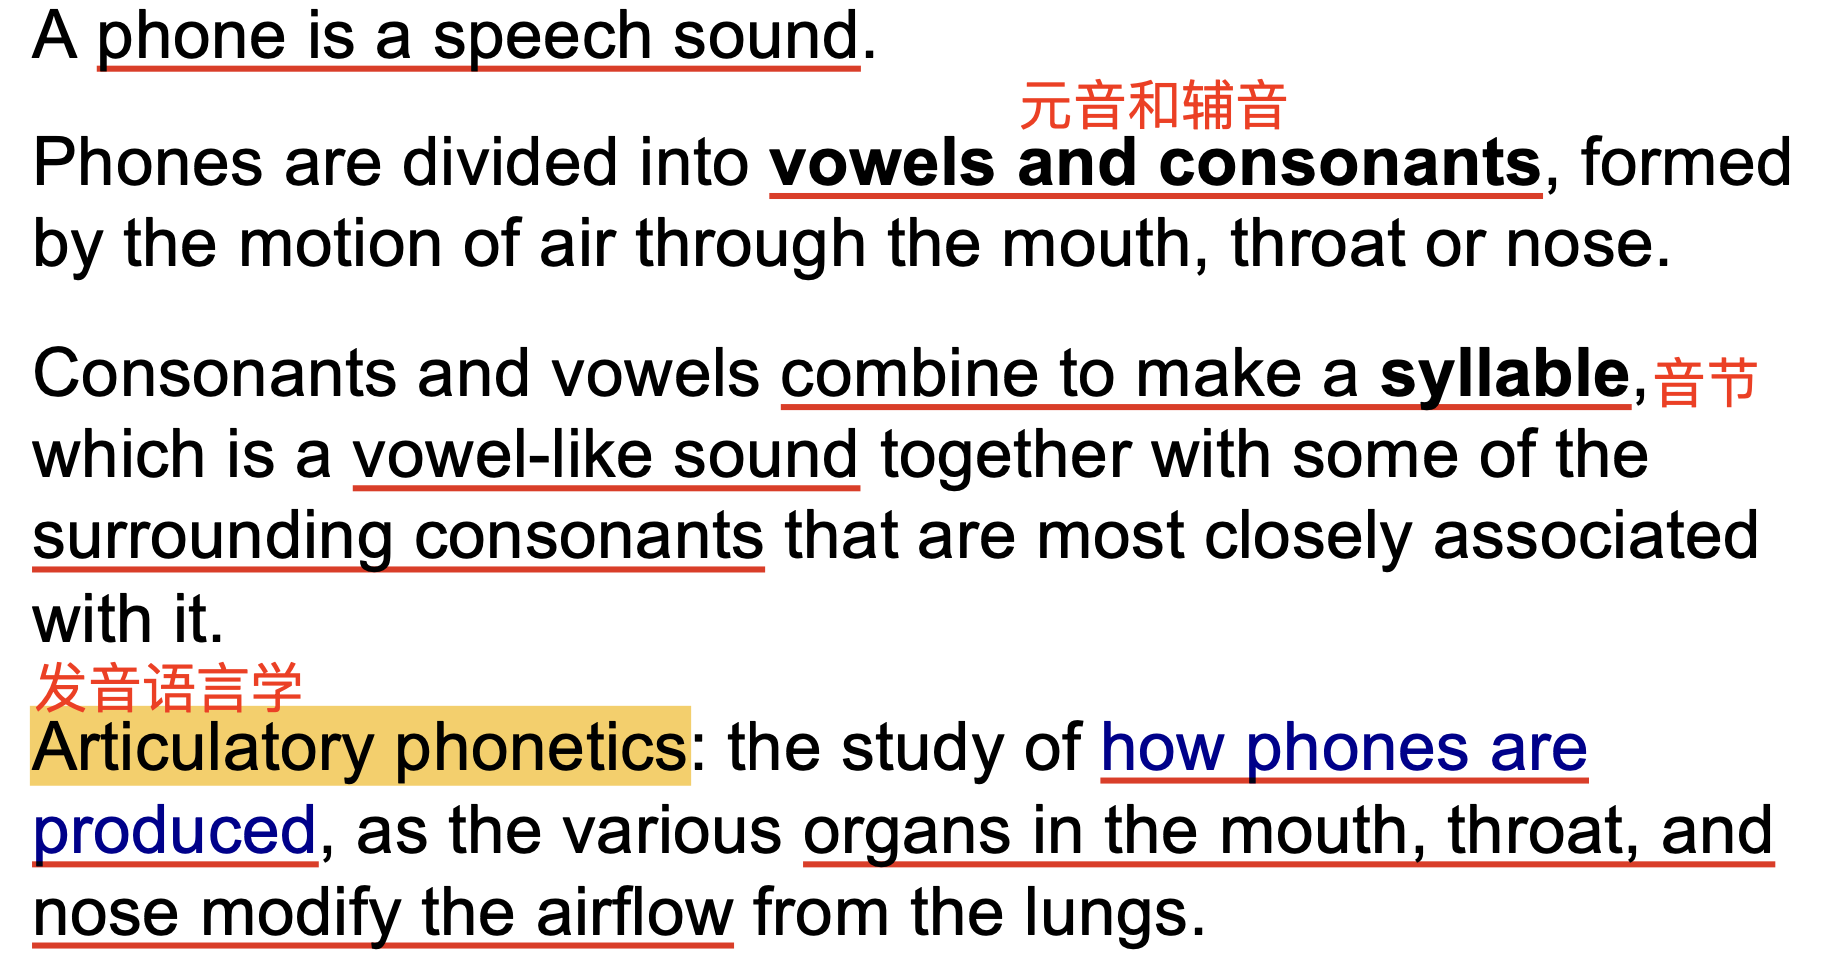 A phone is a speech sound.
元音和辅音
Phones are divided into vowels and consonants, formed
by the motion of air through the mouth, throat or nose.
Consonants and vowels combine to make a syllable, 音节
which is a vowel-like sound together with some of the
surrounding consonants that are most closely associated
with it.
发音语言学
Articulatory phonetics: the study of how phones are
produced, as the various organs in the mouth, throat, and
nose modify the airflow from the lungs.